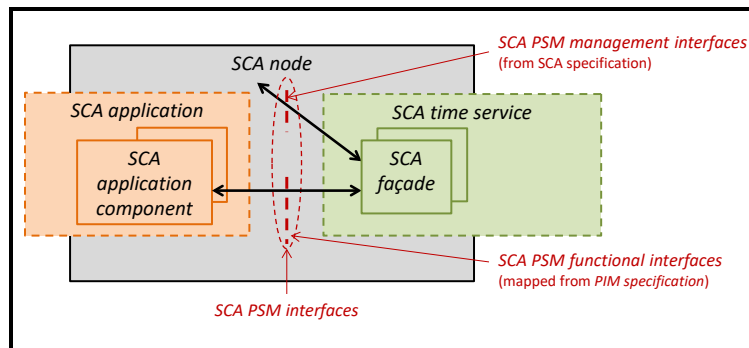 SCA PSM management interfaces
(from SCA specification)
SCA node
SCA application
SCA time service
SCA
application
component
SCA
façade
SCA PSM functional interfaces
(mapped from PIM specification)
SCA PSM interfaces